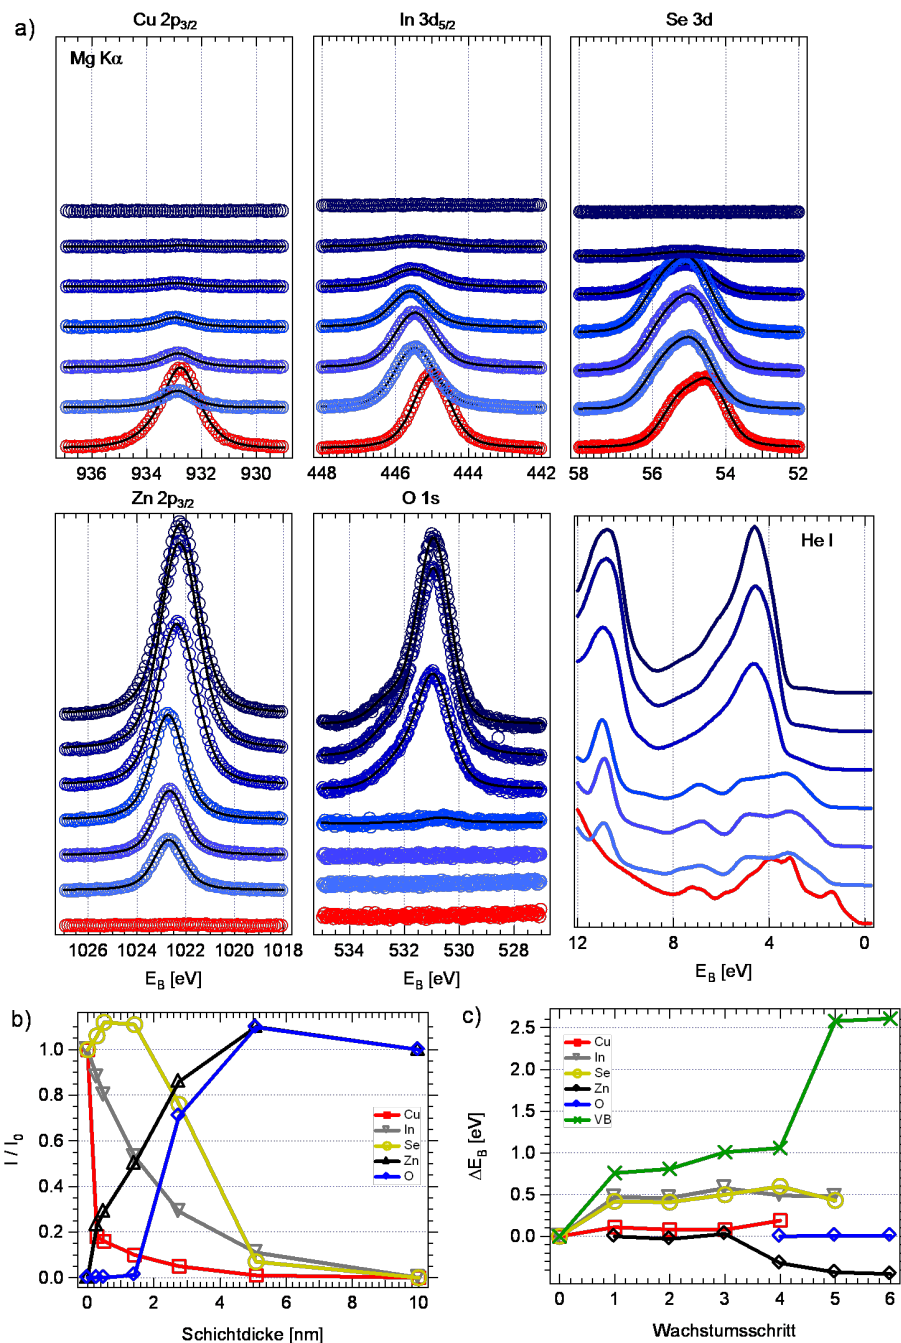 a)
Cu 2p3/2 In 3d5/2 Se 3d
Mg Kα
936 934 932 930 448 446 444 442 58 56 54 52
Zn 2p3/2 O 1s
He I
1026 1024 1022 1020 1018 534 532 530 528 12 8 4 0
EB [eV] EB [eV] EB [eV]
b)
I / I0
1.0
0.8
0.6
0.4
0.2
0.0
Cu
In
Se
Zn
O
0 2 4 6 8 10
Schichtdicke [nm]
c)
ΔEB [eV]
2.5
2.0
1.5
1.0
0.5
0.0
Cu
In
Se
Zn
O
VB
0 1 2 3 4 5 6
Wachstumsschritt